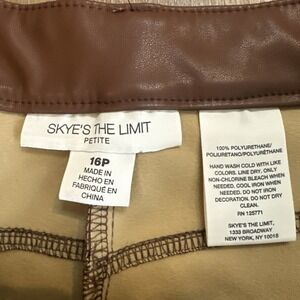 SKYE'S THE LIMIT
PETITE
16P
MADE IN
HECHO EN
FABRIQUÉ EN
CHINA
100% POLYURETHANE/
POLIURETANO/POLYURÉTHANE
HAND WASH COLD WITH LIKE
COLORS. LINE DRY, ONLY
NON-CHLORINE BLEACH WHEN
NEEDED, COOL IRON WHEN
NEEDED. DO NOT IRON
DECORATION. DO NOT DRY
CLEAN.
RN 125771
SKYE'S THE LIMIT,
1333 BROADWAY
NEW YORK, NY 10018